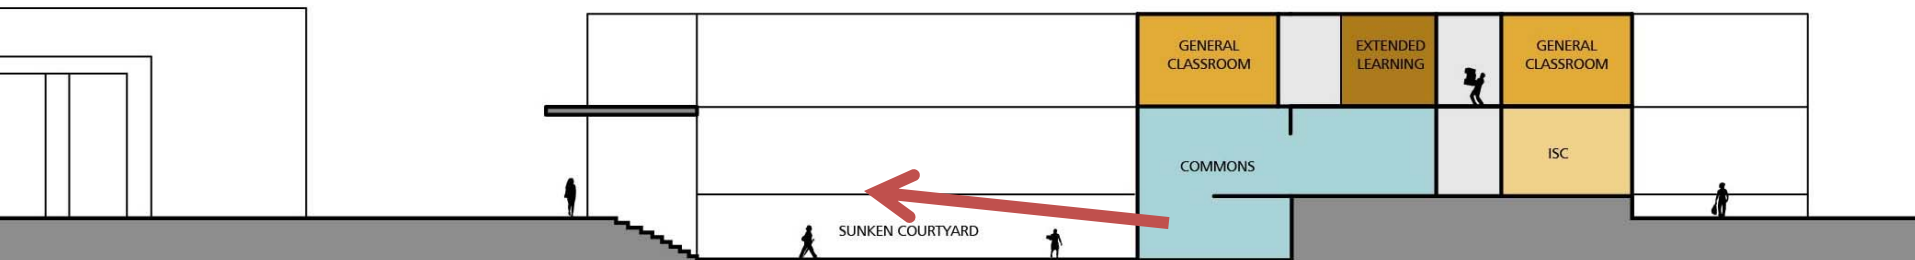 GENERAL
CLASSROOM
EXTENDED
LEARNING
GENERAL
CLASSROOM
COMMONS
ISC
SUNKEN COURTYARD